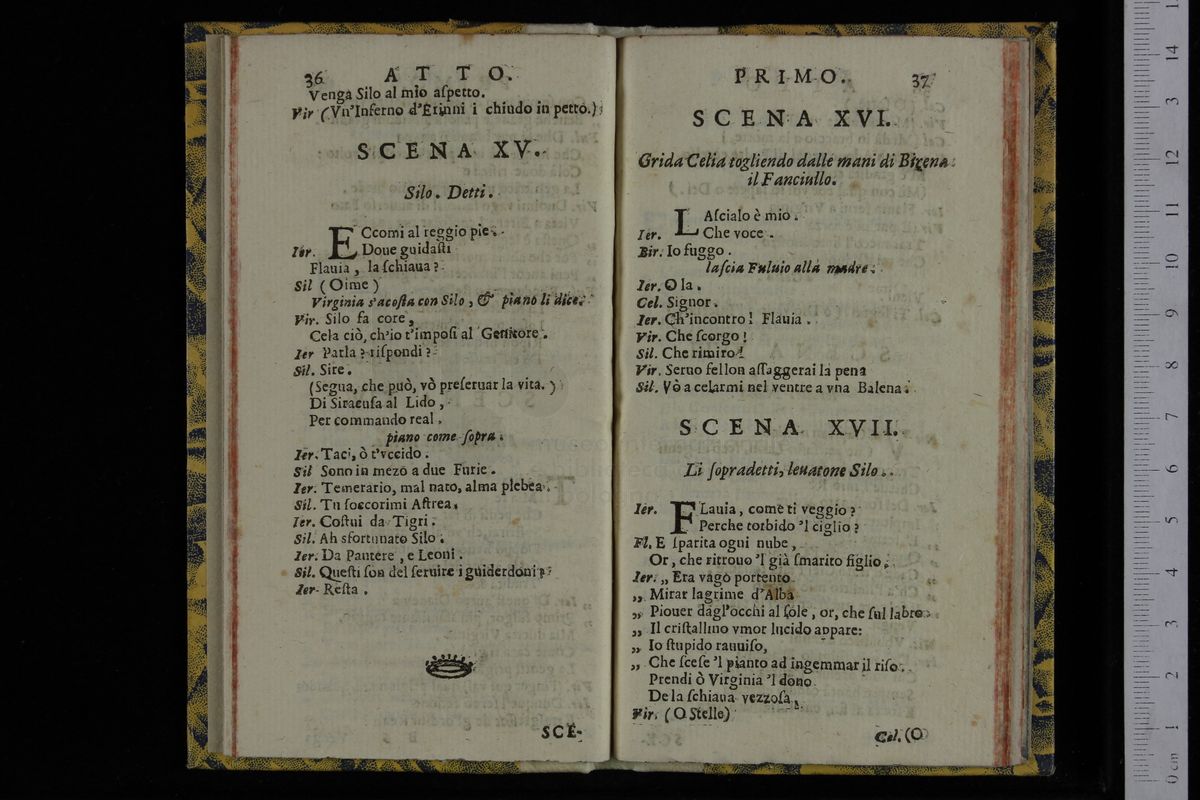 36 ATTO.
Venga Silo al mio aſpetto.
Vir (Vn'Inferno d'Erinni i chiudo in petto.)
SCENA XV.
Silo. Detti.
Ier. ECcomi al reggio pie.
Doue guidaſti
Flauia, la ſchiaua?
Sil (Oime)
Virginia s'acoſta con Silo, & piano li dice.
Vir. Silo fa core,
Cela ciò, ch'io t'impoſi al Genitore.
Ier Parla? riſpondi?
Sil. Sire.
(Segua, che può, vò preſeruar la vita.)
Di Siracuſa al Lido,
Per commando real,
piano come ſopra.
Ier. Taci, ò t'vccido.
Sil Sono in mezo a due Furie.
Ier. Temerario, mal nato, alma plebea.
Sil. Tu ſoccorimi Aſtrea.
Ier. Coſtui da Tigri.
Sil. Ah sfortunato Silo.
Ier. Da Pantere, e Leoni.
Sil. Queſti ſon del ſeruire i guiderdoni?
Ier- Reſta.
SCE-
PRIMO. 37
SCENA XVI.
Grida Celia togliendo dalle mani di Birena
il Fanciullo.
LAſcialo è mio.
Ier. Che voce.
Bir. Io fuggo.
laſcia Fuluio alla madre.
Ier. O la.
Cel. Signor.
Ier. Ch'incontro! Flauia.
Vir. Che ſcorgo!
Sil. Che rimiro!
Vir. Seruo fellon aſſaggerai la pena
Sil. Vò a celarmi nel ventre a vna Balena.
SCENA XVII.
Li ſopradetti, leuatone Silo.
Ier. FLauia, come ti veggio?
Perche torbido 'l ciglio?
Fl. E ſparita ogni nube,
Or, che ritrouo 'l già ſmarito figlio.
Ier. „ Era vago portento
„ Mirar lagrime d'Alba
„ Piouer dagl'occhi al ſole, or, che ſul labro
„ Il criſtallino vmor lucido appare:
„ Io ſtupido rauuiſo,
„ Che ſceſe 'l pianto ad ingemmar il riſo.
Prendi ò Virginia 'l dono
De la ſchiaua vezzoſa,
Vir. (O Stelle)
Cel. (O